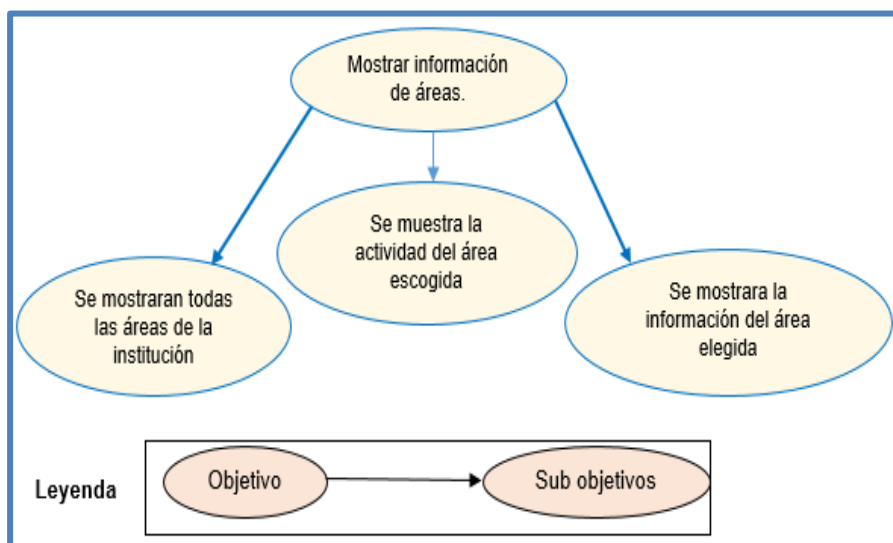 Mostrar información
de áreas.
Se muestra la
actividad del área
escogida
Se mostraran todas
las áreas de la
institución
Se mostrara la
información del área
elegida
Leyenda
Objetivo
Sub objetivos